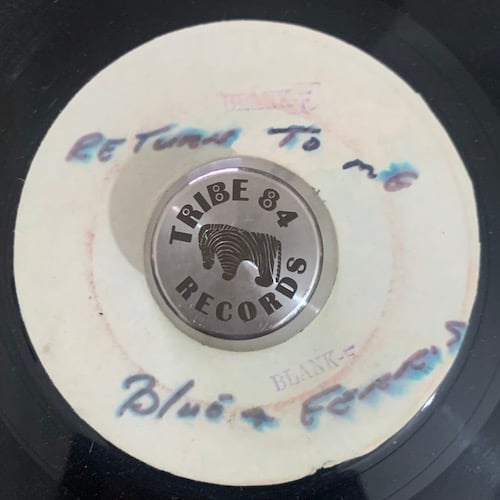 BLANK-E
RETURN TO ME
TRIBE 84
RECORDS
BLANK-E
Blue & FERRIS